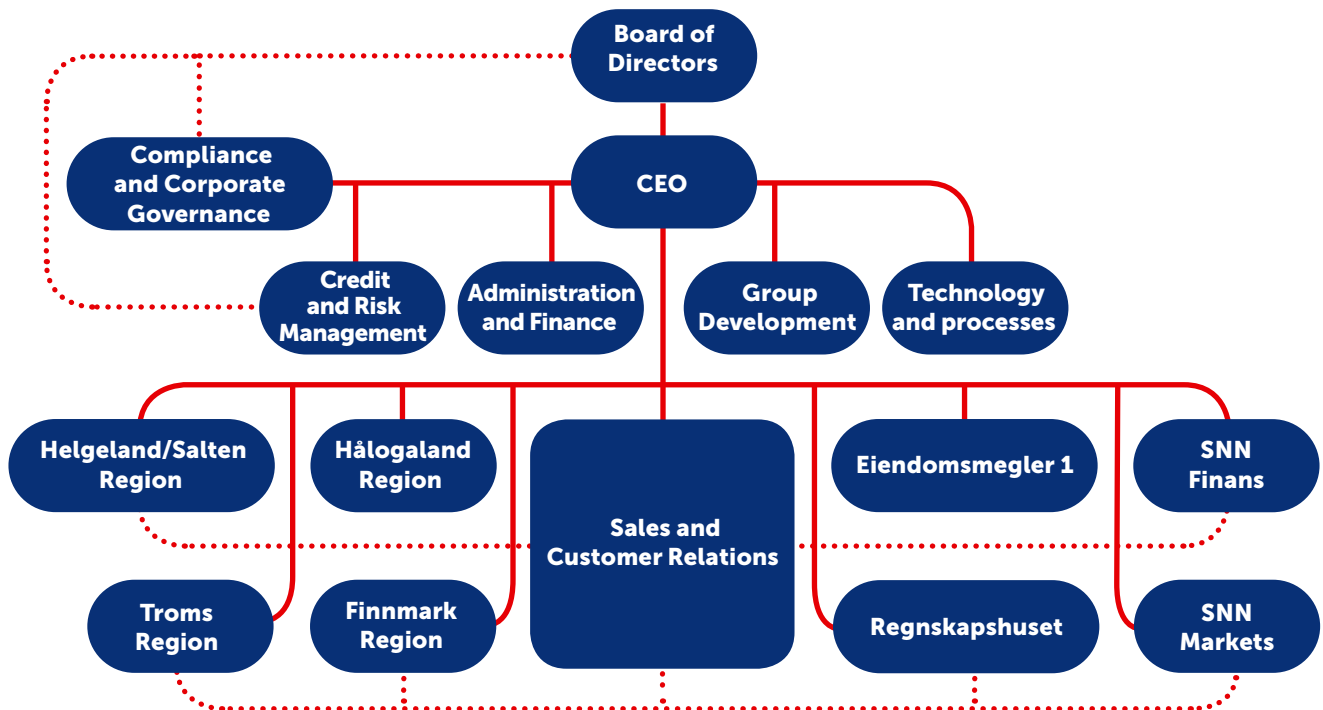 Board of
Directors
Compliance
and Corporate
Governance
CEO
Credit
and Risk
Management
Administration
and Finance
Group
Development
Technology
and processes
Helgeland/Salten
Region
Hålogaland
Region
Sales and
Customer Relations
Eiendomsmegler 1
SNN
Finans
Troms
Region
Finnmark
Region
Regnskapshuset
SNN
Markets